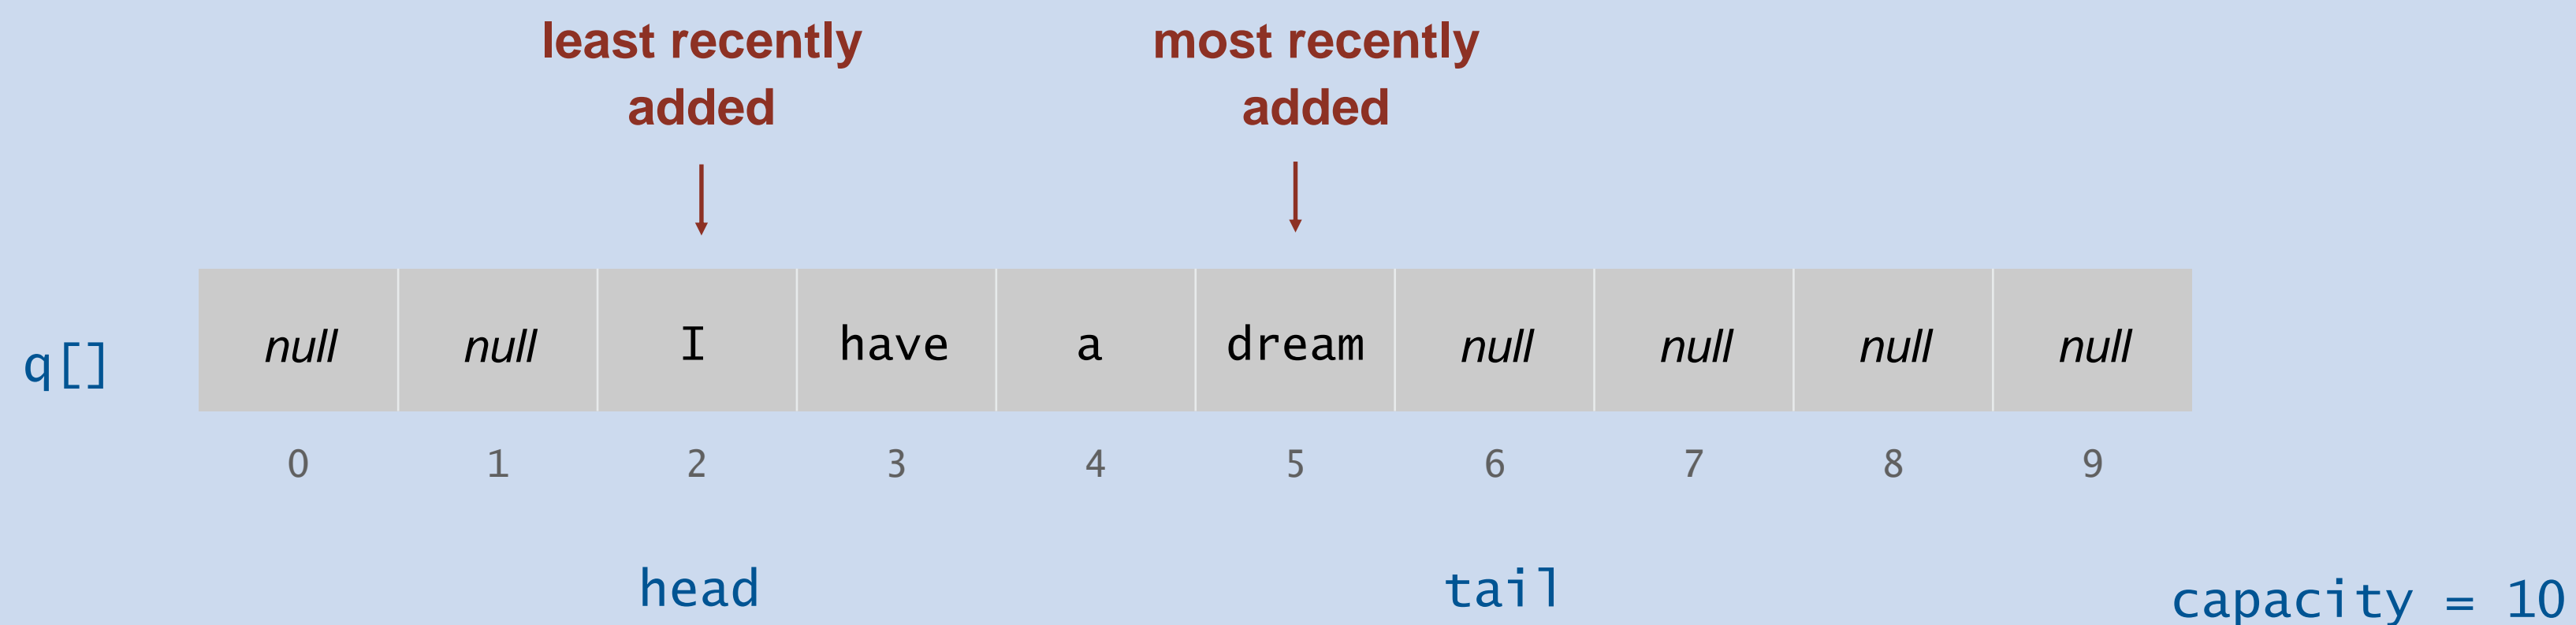 least recently most recently
added added
q[] null null I have a dream null null null null
0 1 2 3 4 5 6 7 8 9
head tail capacity = 10